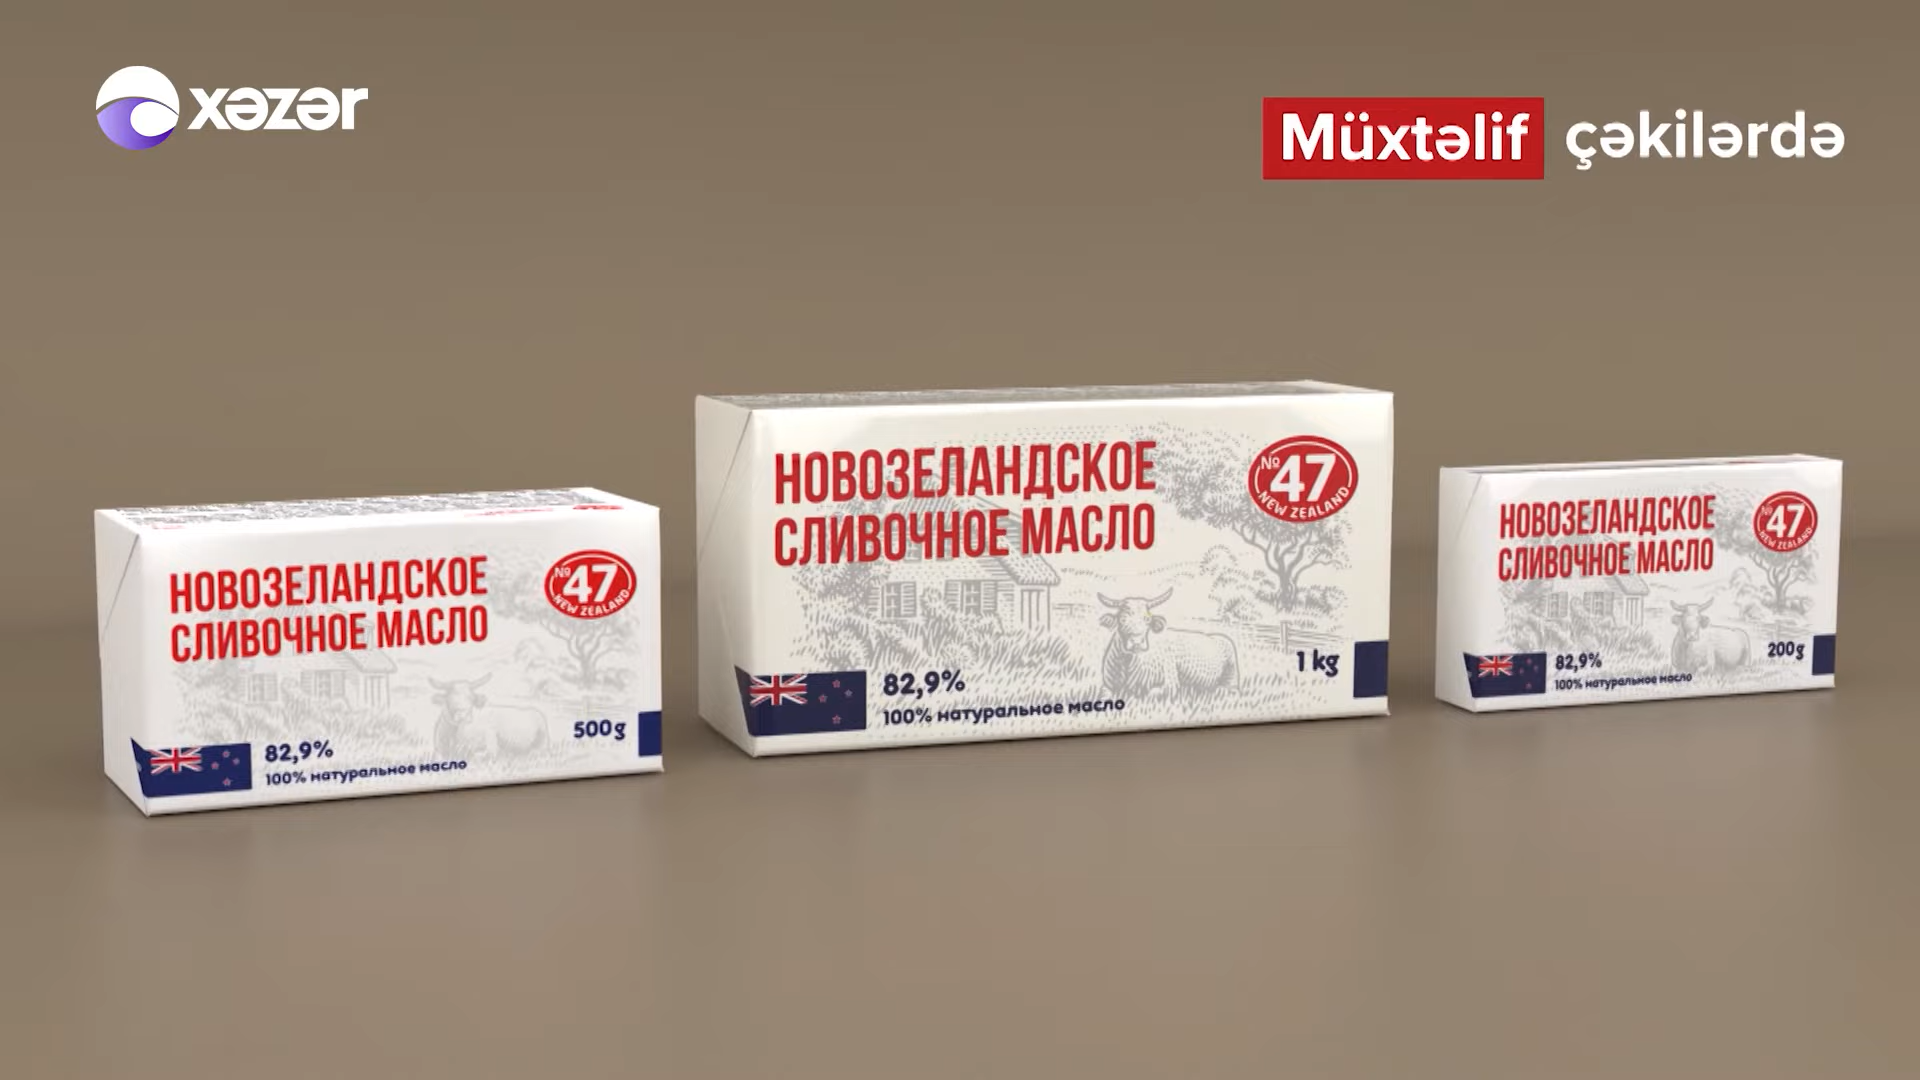 xəzər
Müxtəlif çəkilərdə
НОВОЗЕЛАНДСКОЕ
СЛИВОЧНОЕ МАСЛО
№47
NEW ZEALAND
500g
82,9%
100% натуральное масло
НОВОЗЕЛАНДСКОЕ
СЛИВОЧНОЕ МАСЛО
№47
NEW ZEALAND
1 kg
82,9%
100% натуральное масло
НОВОЗЕЛАНДСКОЕ
СЛИВОЧНОЕ МАСЛО
№47
NEW ZEALAND
200g
82,9%
100% натуральное масло